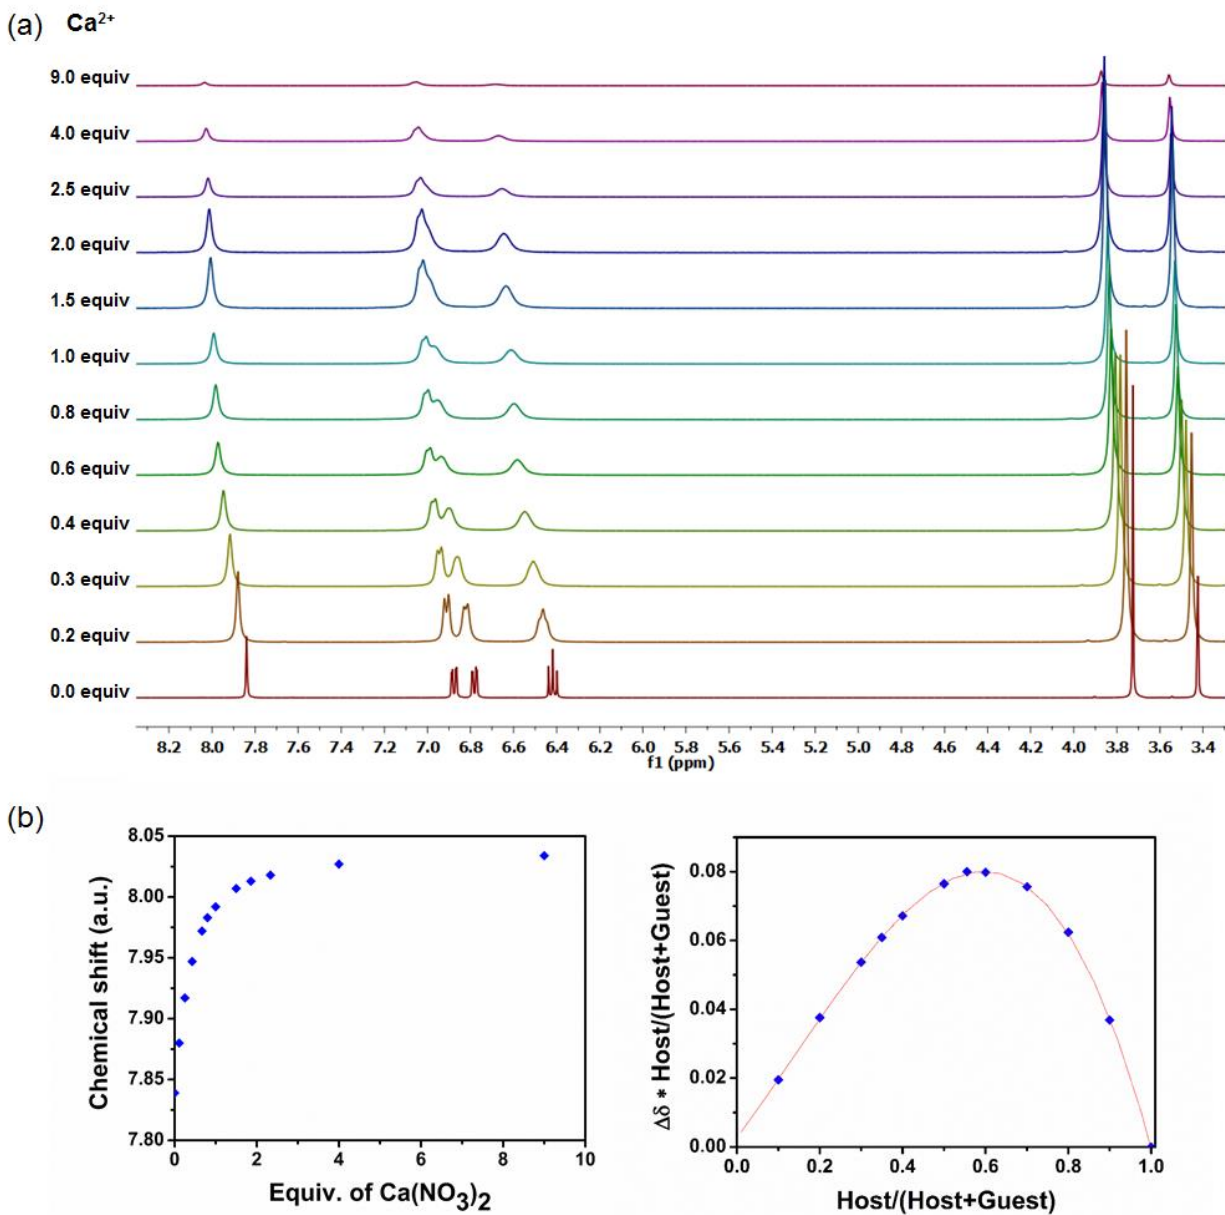 (a) Ca²⁺
9.0 equiv
4.0 equiv
2.5 equiv
2.0 equiv
1.5 equiv
1.0 equiv
0.8 equiv
0.6 equiv
0.4 equiv
0.3 equiv
0.2 equiv
0.0 equiv
8.2 8.0 7.8 7.6 7.4 7.2 7.0 6.8 6.6 6.4 6.2 6.0 5.8 5.6 5.4 5.2 5.0 4.8 4.6 4.4 4.2 4.0 3.8 3.6 3.4
f1 (ppm)
(b)
Chemical shift (a.u.)
8.05
8.00
7.95
7.90
7.85
7.80
0 2 4 6 8 10
Equiv. of Ca(NO₃)₂
Δδ * Host/(Host+Guest)
0.08
0.06
0.04
0.02
0.00
0.0 0.2 0.4 0.6 0.8 1.0
Host/(Host+Guest)